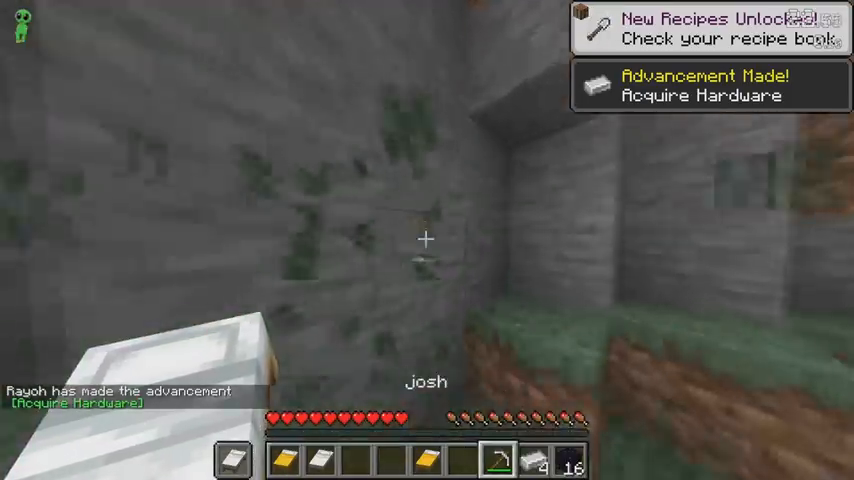 New Recipes Unlocked!
Check your recipe book
Advancement Made!
Acquire Hardware
josh
Rayoh has made the advancement
[Acquire Hardware]
4
16